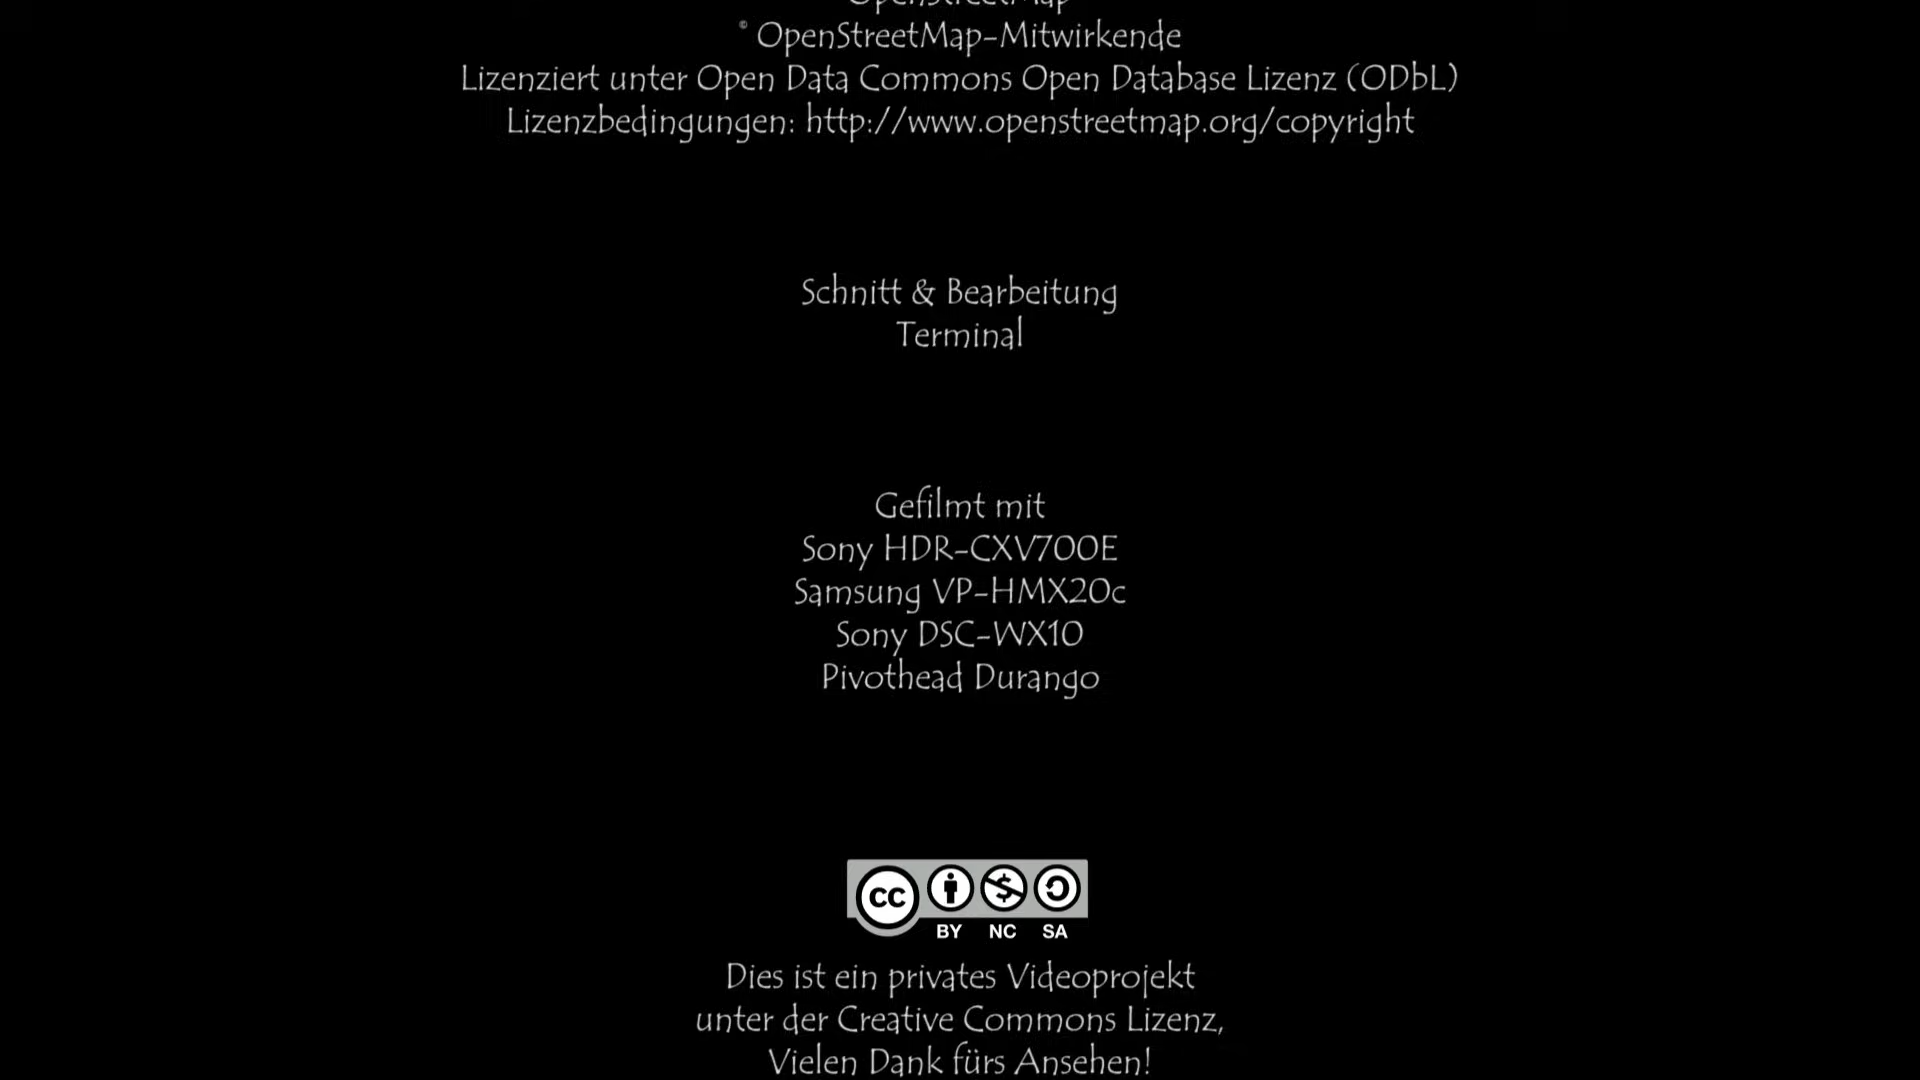 OpenStreetMap
© OpenStreetMap-Mitwirkende
Lizenziert unter Open Data Commons Open Database Lizenz (ODbL)
Lizenzbedingungen: http://www.openstreetmap.org/copyright
Schnitt & Bearbeitung
Terminal
Gefilmt mit
Sony HDR-CXV700E
Samsung VP-HMX20c
Sony DSC-WX10
Pivothead Durango
cc
BY NC SA
Dies ist ein privates Videoprojekt
unter der Creative Commons Lizenz,
Vielen Dank fürs Ansehen!